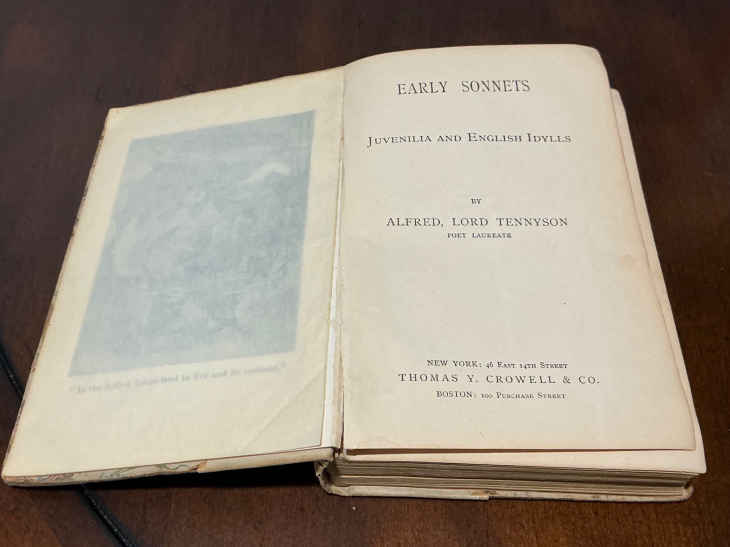 EARLY SONNETS
JUVENILIA AND ENGLISH IDYLLS
BY
ALFRED, LORD TENNYSON
POET LAUREATE
NEW YORK: 46 EAST 14TH STREET
THOMAS Y. CROWELL & CO.
BOSTON: 100 PURCHASE STREET